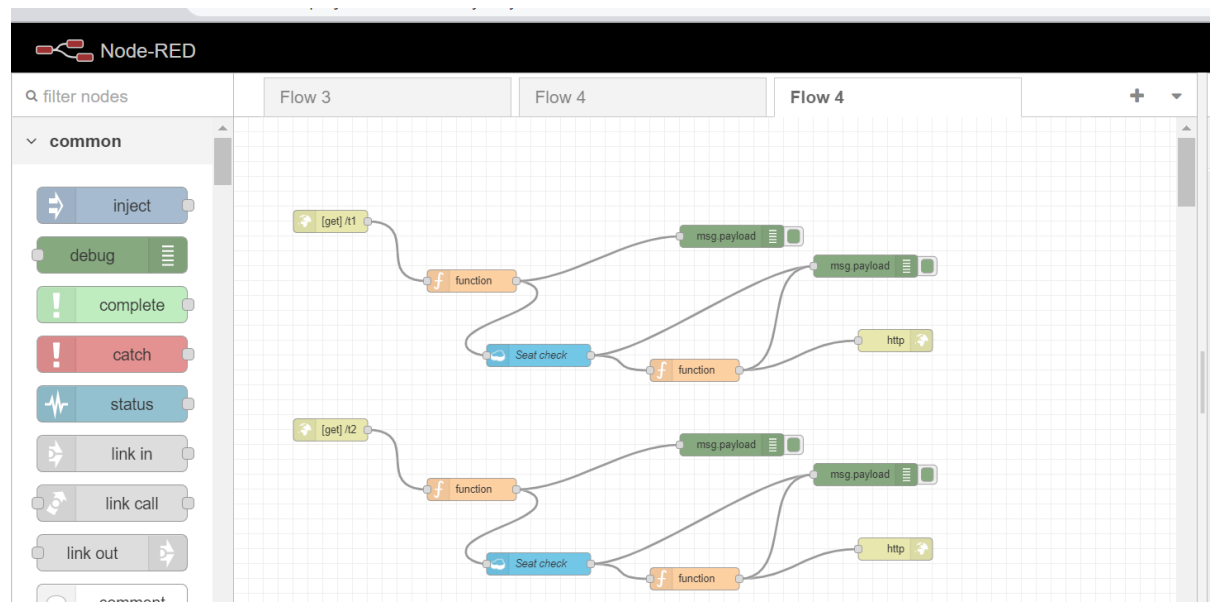 Node-RED
filter nodes
Flow 3
Flow 4
Flow 4
common
inject
debug
complete
catch
status
link in
link call
link out
[get] /t1
function
msg.payload
msg.payload
Seat check
function
http
[get] /t2
function
msg.payload
msg.payload
Seat check
function
http